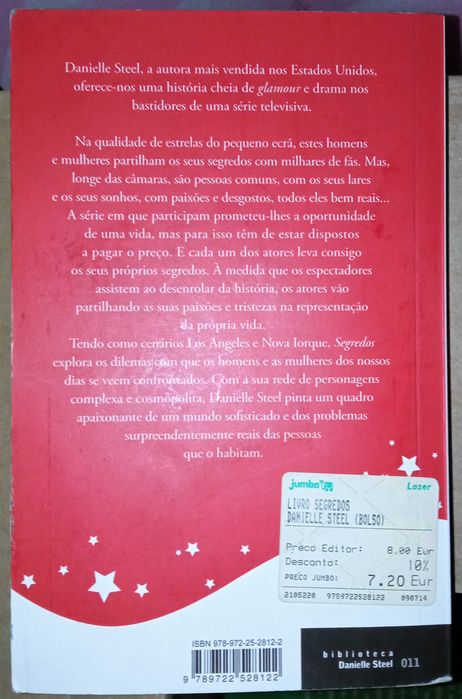 Danielle Steel, a autora mais vendida nos Estados Unidos,
oferece-nos uma história cheia de glamour e drama nos
bastidores de uma série televisiva.
Na qualidade de estrelas do pequeno ecrã, estes homens
e mulheres partilham os seus segredos com milhares de fãs. Mas,
longe das câmaras, são pessoas comuns, com os seus lares
e os seus sonhos, com paixões e desgostos, todos eles bem reais...
A série em que participam prometeu-lhes a oportunidade
de uma vida, mas para isso têm de estar dispostos
a pagar o preço. E cada um dos atores leva consigo
os seus próprios segredos. À medida que os espectadores
assistem ao desenrolar da história, os atores vão
partilhando as suas paixões e tristezas na representação
da própria vida.
Tendo como cenários Los Angeles e Nova Iorque, Segredos
explora os dilemas com que os homens e as mulheres dos nossos
dias se veem confrontados. Com a sua rede de personagens
complexa e cosmopolita, Danielle Steel pinta um quadro
apaixonante de um mundo sofisticado e dos problemas
surpreendentemente reais das pessoas
que o habitam.
jumbo Lazer
LIVRO SEGREDOS
DANIELLE STEEL (BOLSO)
Preco Editor: 8.00 Eur
Desconto: 10%
PRECO JUMBO: 7.20 Eur
2105220 9789722528122 090714
ISBN 978-972-25-2812-2
9 789722 528122
biblioteca
Danielle Steel 011